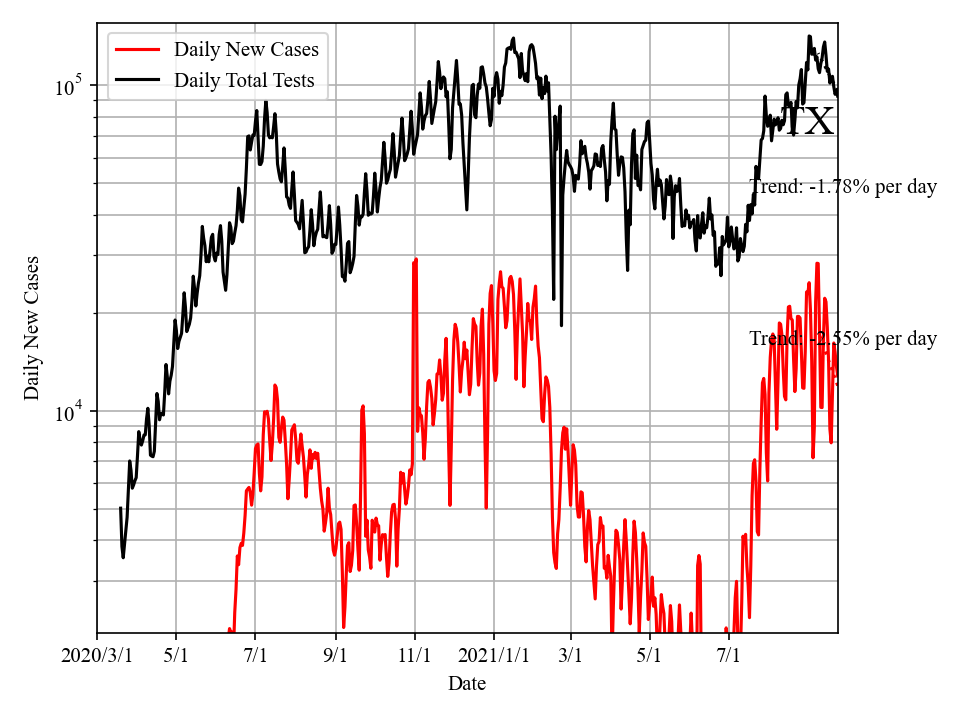 Daily New Cases
Daily Total Tests
10^5
TX
Trend: -1.78% per day
Trend: -2.55% per day
10^4
Daily New Cases
2020/3/1 5/1 7/1 9/1 11/1 2021/1/1 3/1 5/1 7/1
Date